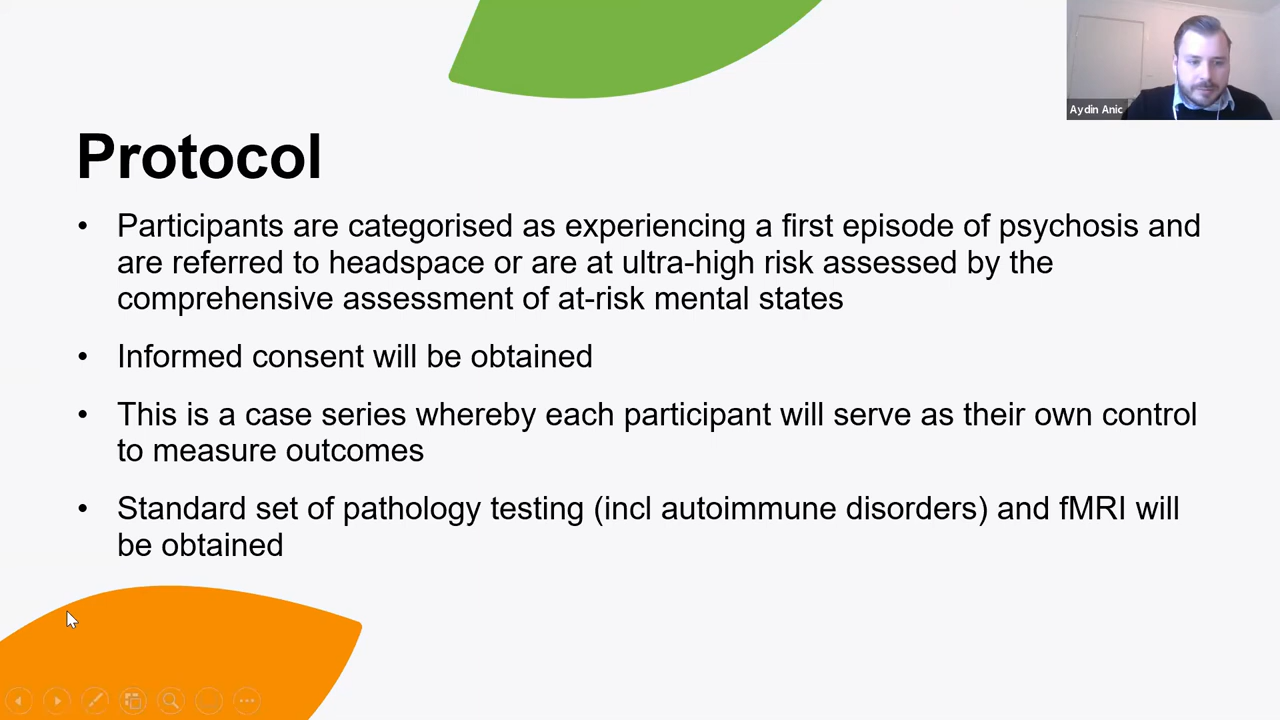 Aydin Anic
Protocol
• Participants are categorised as experiencing a first episode of psychosis and
are referred to headspace or are at ultra-high risk assessed by the
comprehensive assessment of at-risk mental states
• Informed consent will be obtained
• This is a case series whereby each participant will serve as their own control
to measure outcomes
• Standard set of pathology testing (incl autoimmune disorders) and fMRI will
be obtained